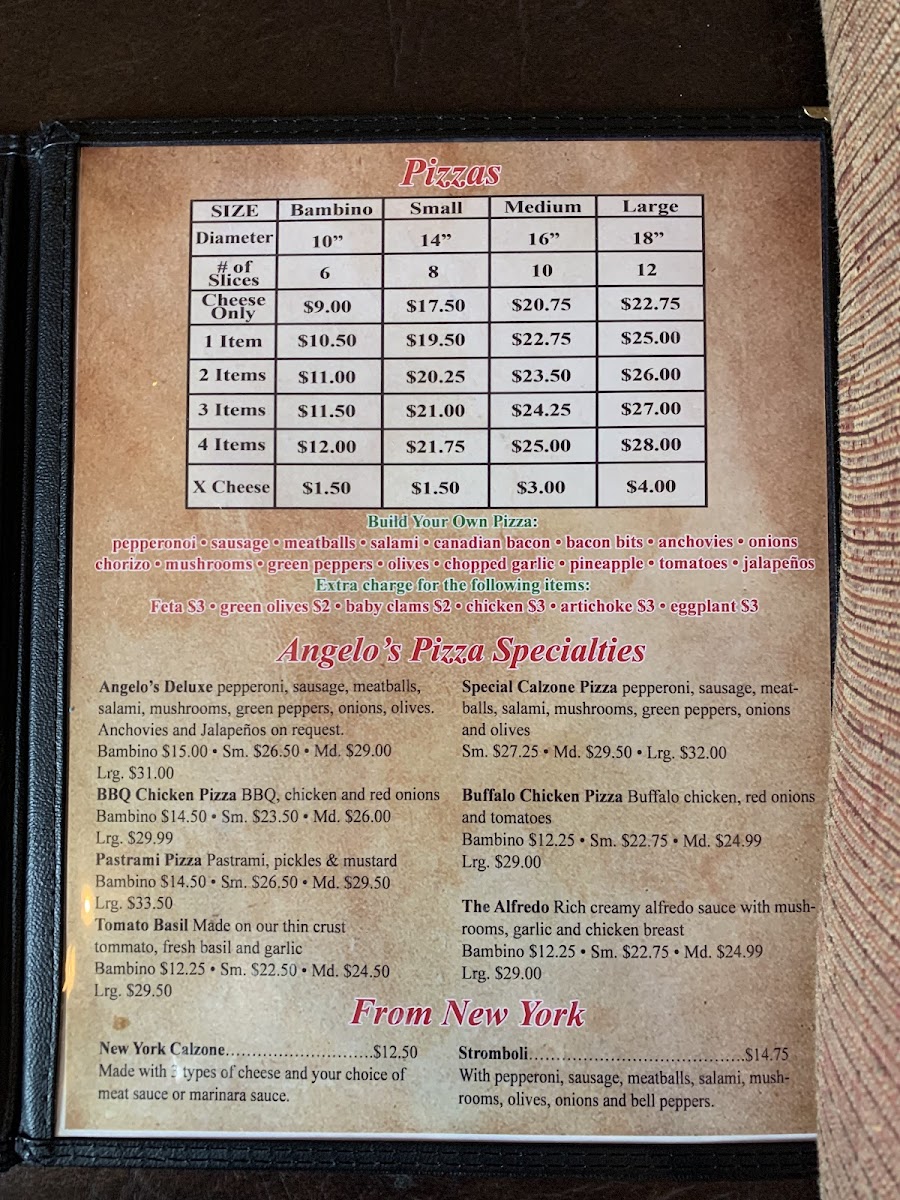 Pizzas
SIZE Bambino Small Medium Large
Diameter 10” 14” 16” 18”
# of Slices 6 8 10 12
Cheese Only $9.00 $17.50 $20.75 $22.75
1 Item $10.50 $19.50 $22.75 $25.00
2 Items $11.00 $20.25 $23.50 $26.00
3 Items $11.50 $21.00 $24.25 $27.00
4 Items $12.00 $21.75 $25.00 $28.00
X Cheese $1.50 $1.50 $3.00 $4.00
Build Your Own Pizza:
pepperonoi • sausage • meatballs • salami • canadian bacon • bacon bits • anchovies • onions
chorizo • mushrooms • green peppers • olives • chopped garlic • pineapple • tomatoes • jalapeños
Extra charge for the following items:
Feta $3 • green olives $2 • baby clams $2 • chicken $3 • artichoke $3 • eggplant $3
Angelo’s Pizza Specialties
Angelo’s Deluxe pepperoni, sausage, meatballs,
salami, mushrooms, green peppers, onions, olives.
Anchovies and Jalapeños on request.
Bambino $15.00 • Sm. $26.50 • Md. $29.00
Lrg. $31.00
BBQ Chicken Pizza BBQ, chicken and red onions
Bambino $14.50 • Sm. $23.50 • Md. $26.00
Lrg. $29.99
Pastrami Pizza Pastrami, pickles & mustard
Bambino $14.50 • Sm. $26.50 • Md. $29.50
Lrg. $33.50
Tomato Basil Made on our thin crust
tommato, fresh basil and garlic
Bambino $12.25 • Sm. $22.50 • Md. $24.50
Lrg. $29.50
Special Calzone Pizza pepperoni, sausage, meat-
balls, salami, mushrooms, green peppers, onions
and olives
Sm. $27.25 • Md. $29.50 • Lrg. $32.00
Buffalo Chicken Pizza Buffalo chicken, red onions
and tomatoes
Bambino $12.25 • Sm. $22.75 • Md. $24.99
Lrg. $29.00
The Alfredo Rich creamy alfredo sauce with mush-
rooms, garlic and chicken breast
Bambino $12.25 • Sm. $22.75 • Md. $24.99
Lrg. $29.00
From New York
New York Calzone............................$12.50
Made with 3 types of cheese and your choice of
meat sauce or marinara sauce.
Stromboli.........................................$14.75
With pepperoni, sausage, meatballs, salami, mush-
rooms, olives, onions and bell peppers.